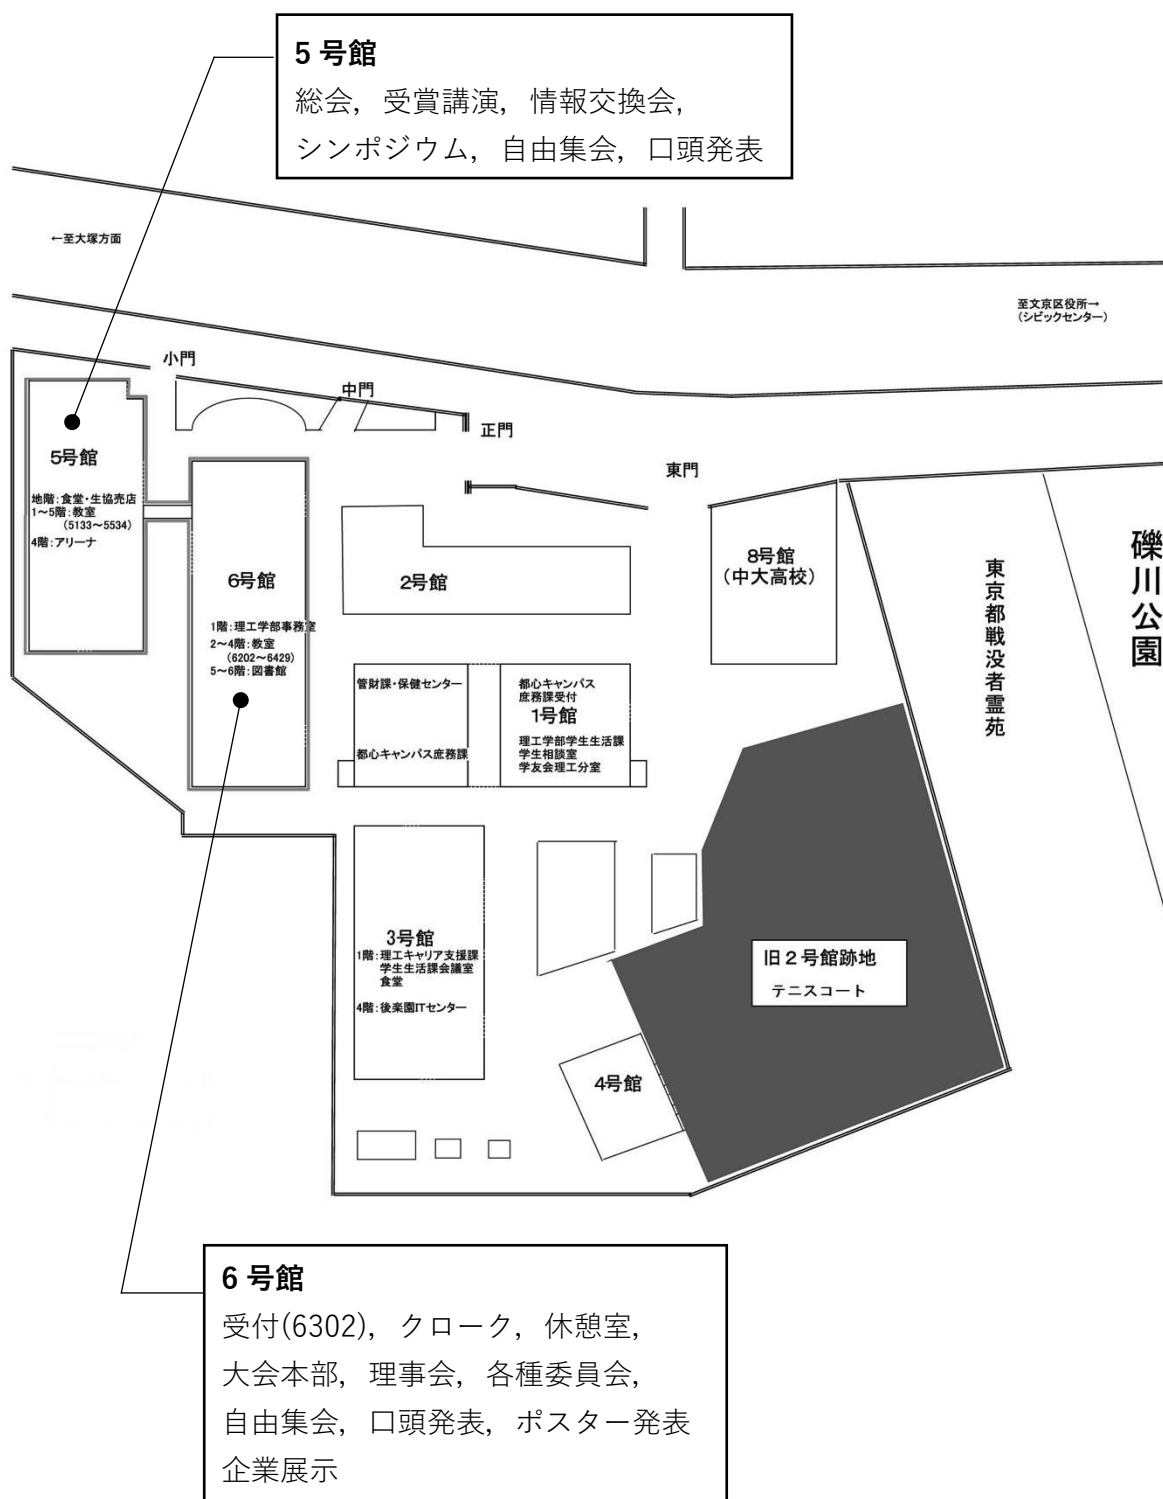 5 号館
総会，受賞講演，情報交換会，
シンポジウム，自由集会，口頭発表
←至大塚方面
至文京区役所→
(シビックセンター)
小門
中門
正門
東門
5号館
地階:食堂・生協売店
1～5階:教室
(5133～5534)
4階:アリーナ
6号館
1階:理工学部事務室
2～4階:教室
(6202～6429)
5～6階:図書館
2号館
8号館
(中大高校)
東京都戦没者霊苑
礫川公園
管財課・保健センター
都心キャンパス庶務課
都心キャンパス
庶務課受付
1号館
理工学部学生生活課
学生相談室
学友会理工分室
3号館
1階:理工キャリア支援課
学生生活課会議室
食堂
4階:後楽園ITセンター
旧２号館跡地
テニスコート
4号館
6 号館
受付(6302)，クローク，休憩室，
大会本部，理事会，各種委員会，
自由集会，口頭発表，ポスター発表
企業展示